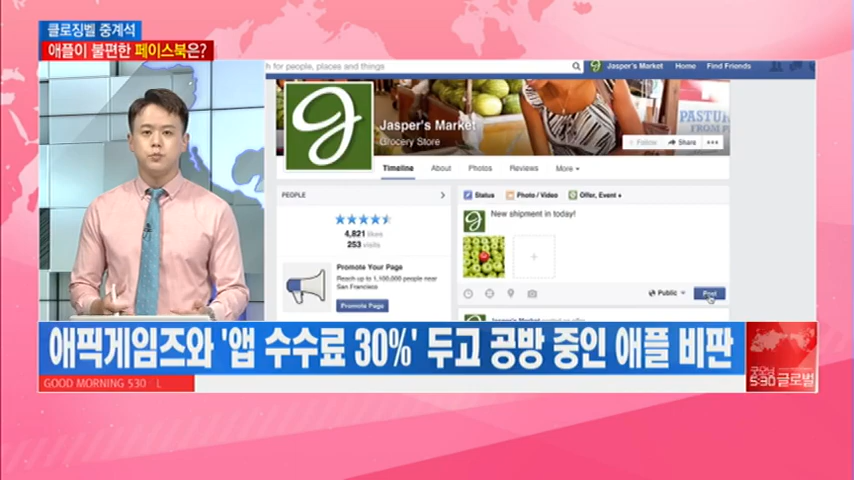 클로징벨 중계석
애플이 불편한 페이스북은?
h for people, places and things
Jasper's Market Home Find Friends
Jasper's Market
Grocery Store
PASTUR
FROM P
Follow Share
Timeline About Photos Reviews More
PEOPLE
4,821 likes
253 visits
Promote Your Page
Reach up to 1,100,000 people near
San Francisco
Promote Page
Status Photo / Video Offer, Event +
New shipment in today!
Public Post
애픽게임즈와 '앱 수수료 30%' 두고 공방 중인 애플 비판
GOOD MORNING 530 L
굿모닝
5:30 글로벌